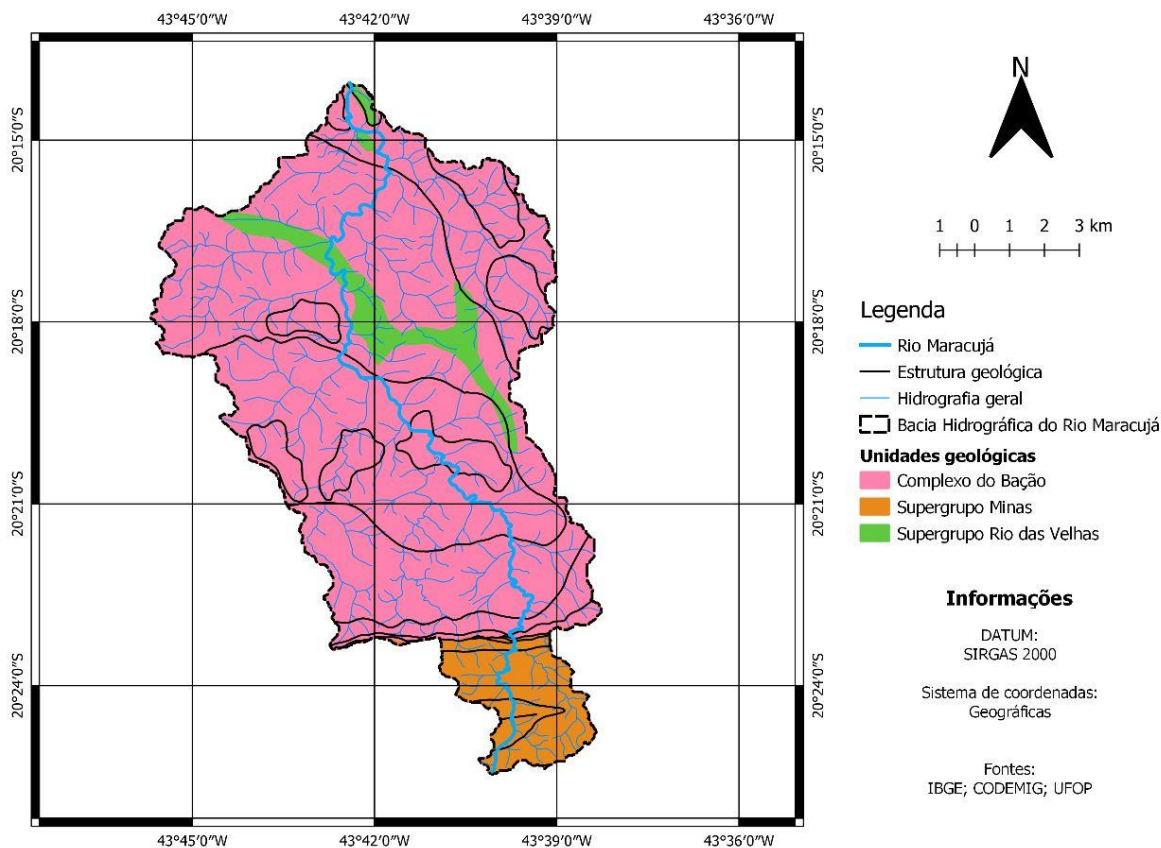 43°45'0"W
43°42'0"W
43°39'0"W
43°36'0"W
20°15'0"S
20°18'0"S
20°21'0"S
20°24'0"S
20°15'0"S
20°18'0"S
20°21'0"S
20°24'0"S
43°45'0"W
43°42'0"W
43°39'0"W
43°36'0"W
N
1 0 1 2 3 km
Legenda
Rio Maracujá
Estrutura geológica
Hidrografia geral
Bacia Hidrográfica do Rio Maracujá
Unidades geológicas
Complexo do Bação
Supergrupo Minas
Supergrupo Rio das Velhas
Informações
DATUM:
SIRGAS 2000
Sistema de coordenadas:
Geográficas
Fontes:
IBGE; CODEMIG; UFOP